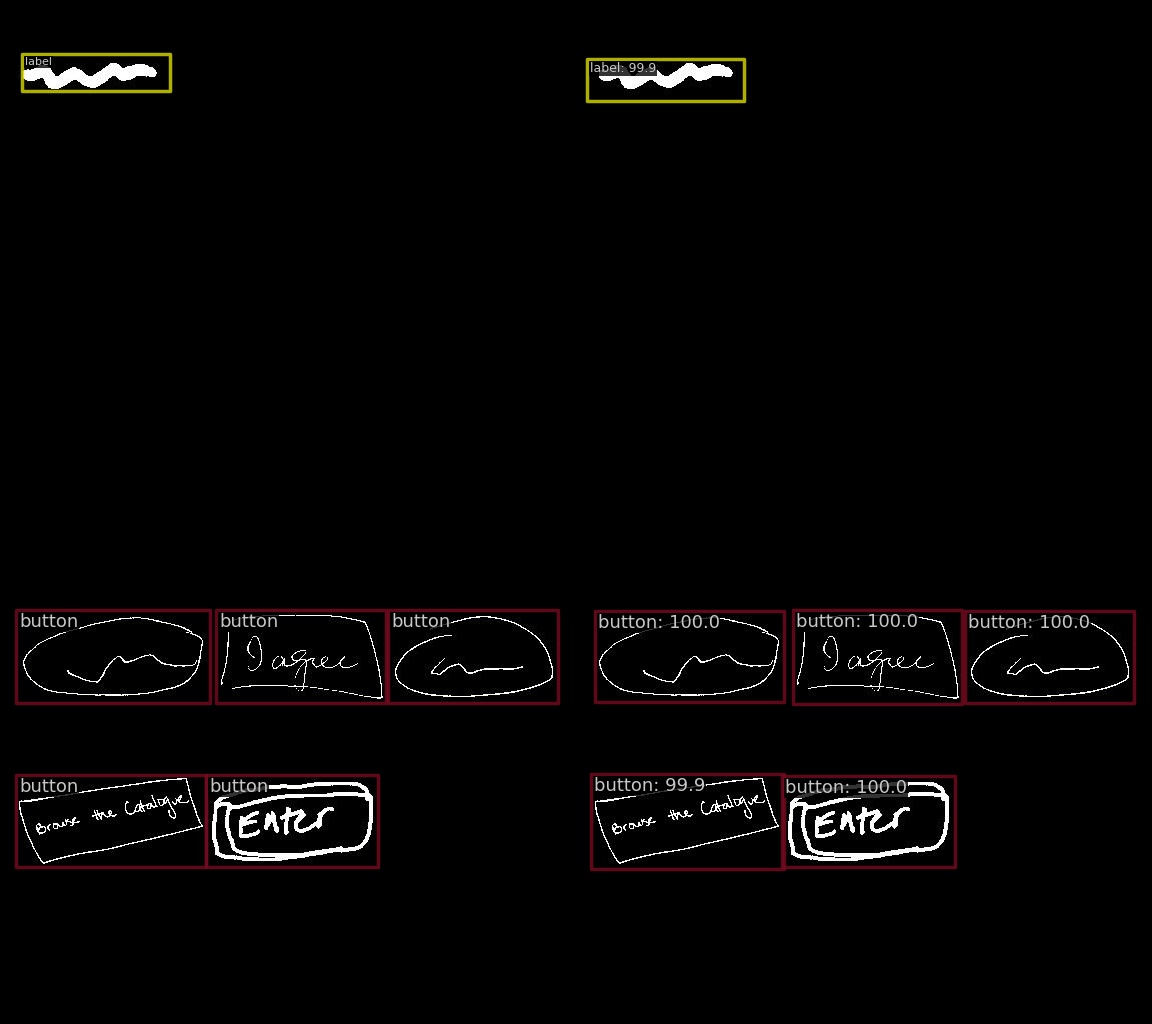 label label: 99.9
button button button button: 100.0 button: 100.0 button: 100.0
I agree I agree
button button button: 99.9 button: 100.0
Browse the Catalogue Enter Browse the Catalogue Enter